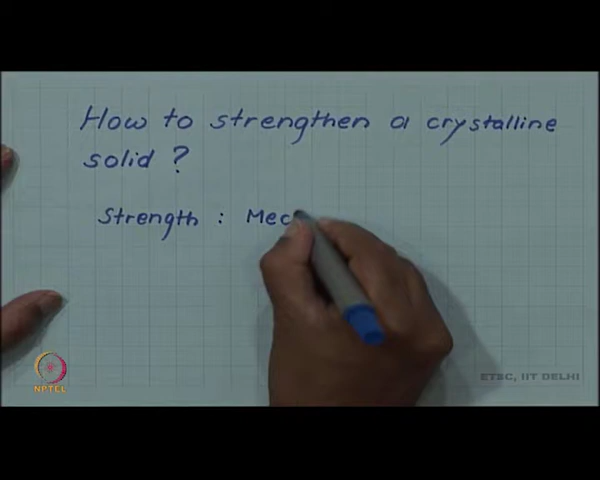 How to strengthen a crystalline
solid ?
Strength : Mec
NPTEL
ETSC, IIT DELHI